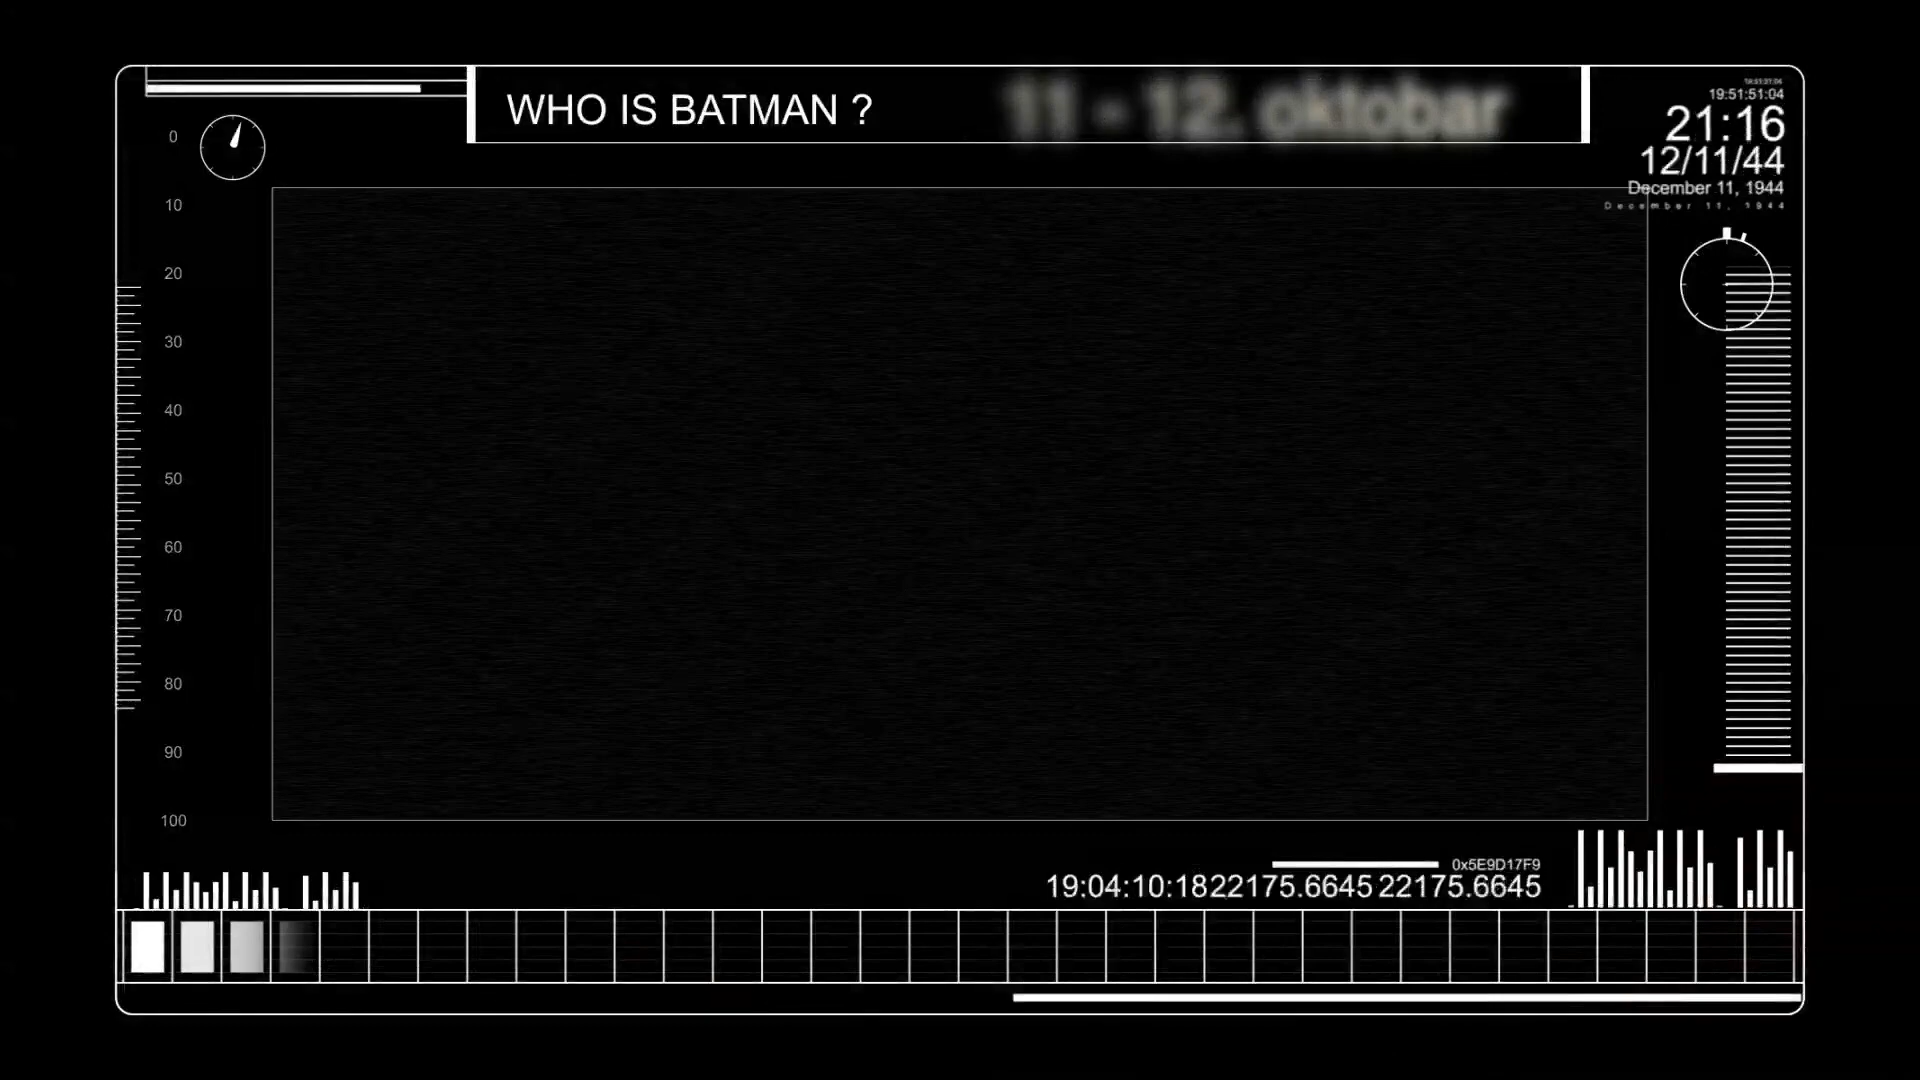 WHO IS BATMAN ?
11 - 12. oktobar
19:51:51:04
21:16
12/11/44
December 11, 1944
December 11, 1944
0
10
20
30
40
50
60
70
80
90
100
0x5E9D17F9
19:04:10:18 22175.6645 22175.6645